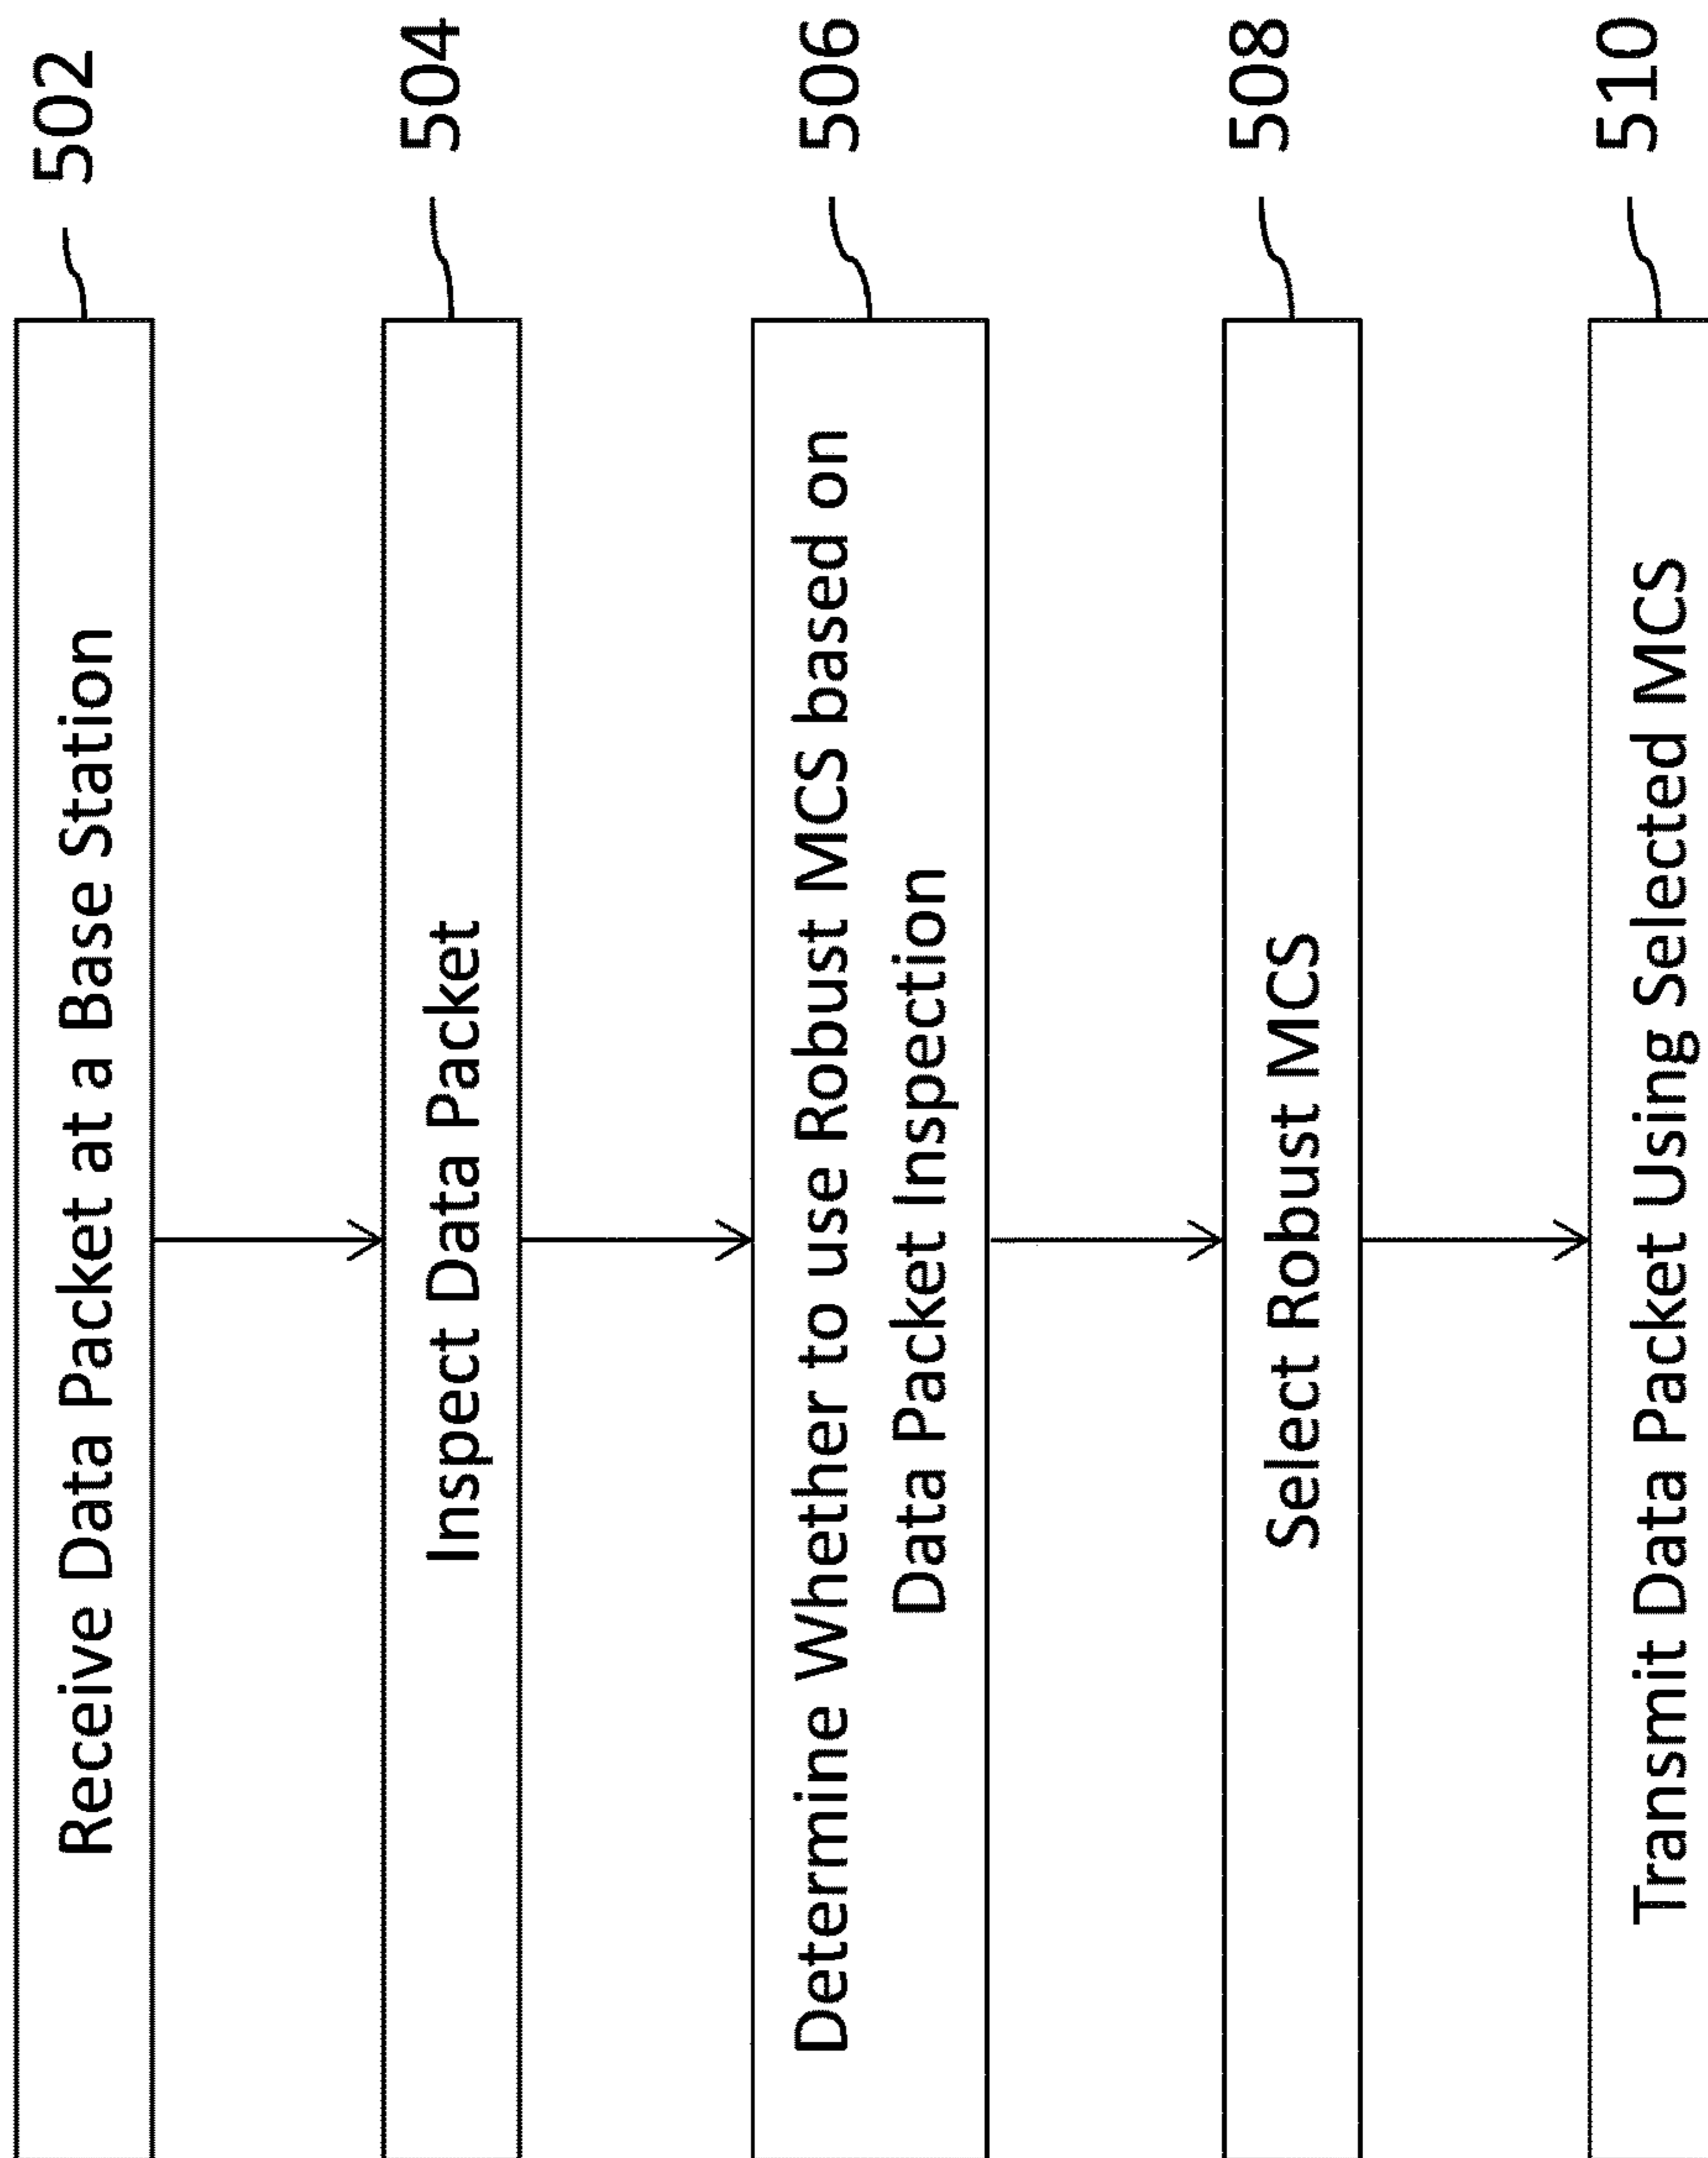 Receive Data Packet at a Base Station
502
Inspect Data Packet
504
Determine Whether to use Robust MCS based on
Data Packet Inspection
506
Select Robust MCS
508
Transmit Data Packet Using Selected MCS
510